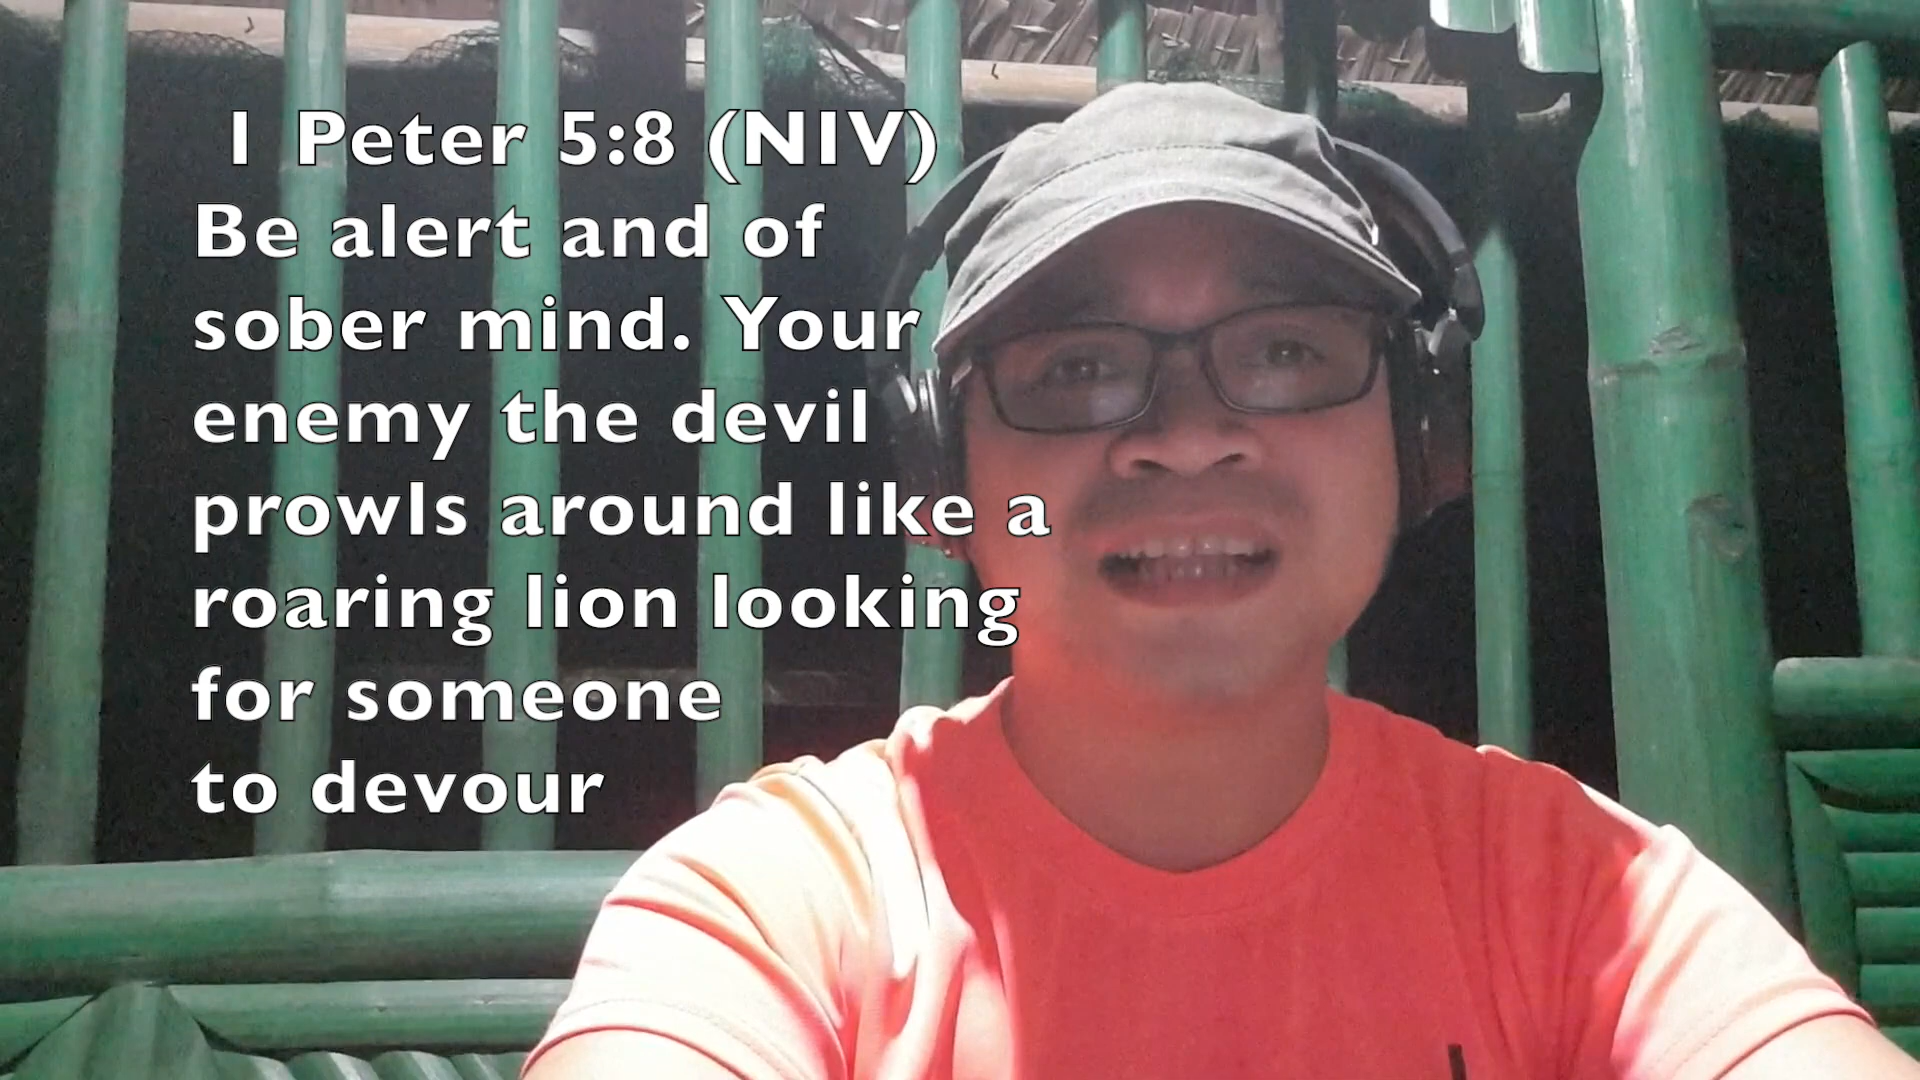 1 Peter 5:8 (NIV)
Be alert and of
sober mind. Your
enemy the devil
prowls around like a
roaring lion looking
for someone
to devour